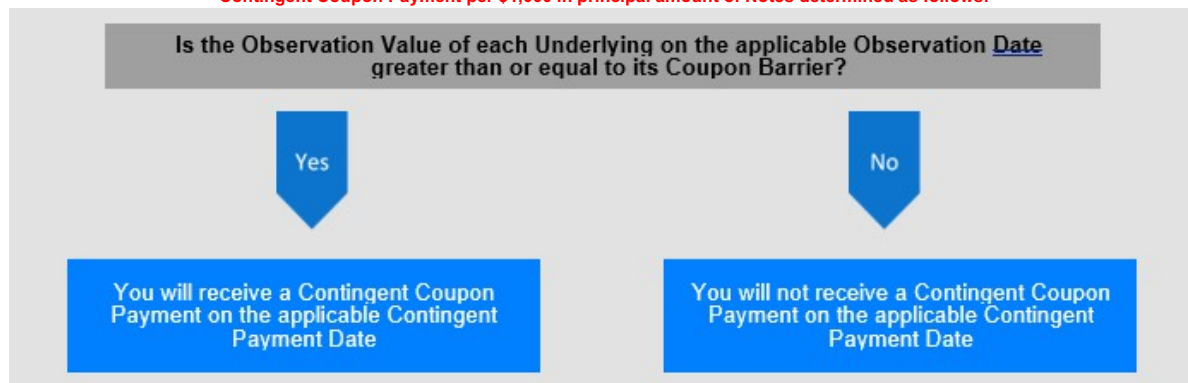 Contingent Coupon Payment per $1,000 in principal amount of Notes determined as follows:
Is the Observation Value of each Underlying on the applicable Observation Date
greater than or equal to its Coupon Barrier?
Yes
No
You will receive a Contingent Coupon
Payment on the applicable Contingent
Payment Date
You will not receive a Contingent Coupon
Payment on the applicable Contingent
Payment Date